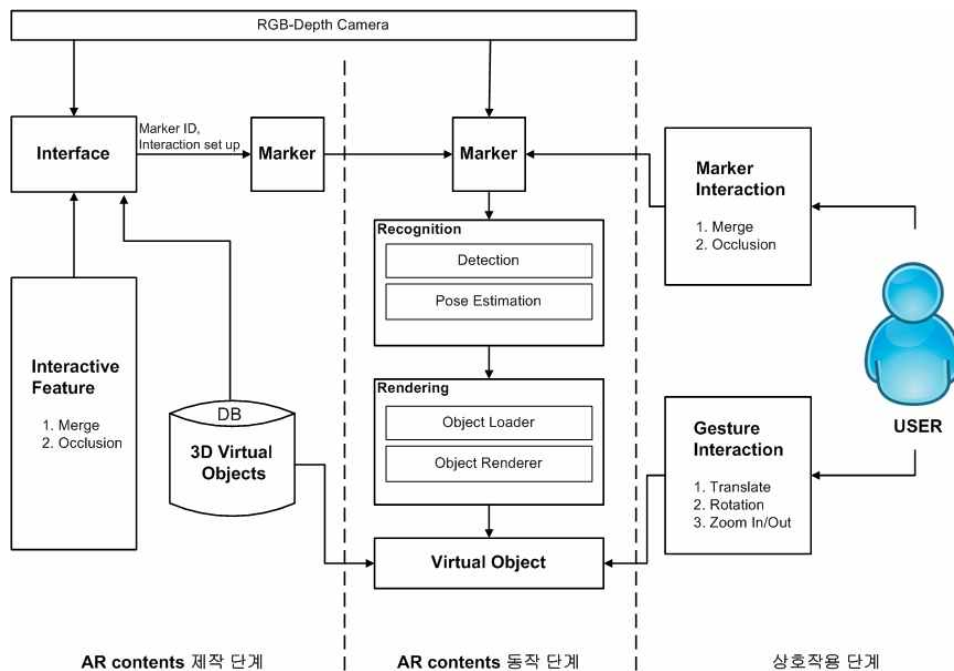 RGB-Depth Camera
Interface
Marker ID,
Interaction set up
Marker
Interactive
Feature
1. Merge
2. Occlusion
DB
3D Virtual
Objects
AR contents 제작 단계
Marker
Recognition
Detection
Pose Estimation
Rendering
Object Loader
Object Renderer
Virtual Object
AR contents 동작 단계
Marker
Interaction
1. Merge
2. Occlusion
Gesture
Interaction
1. Translate
2. Rotation
3. Zoom In/Out
USER
상호작용 단계